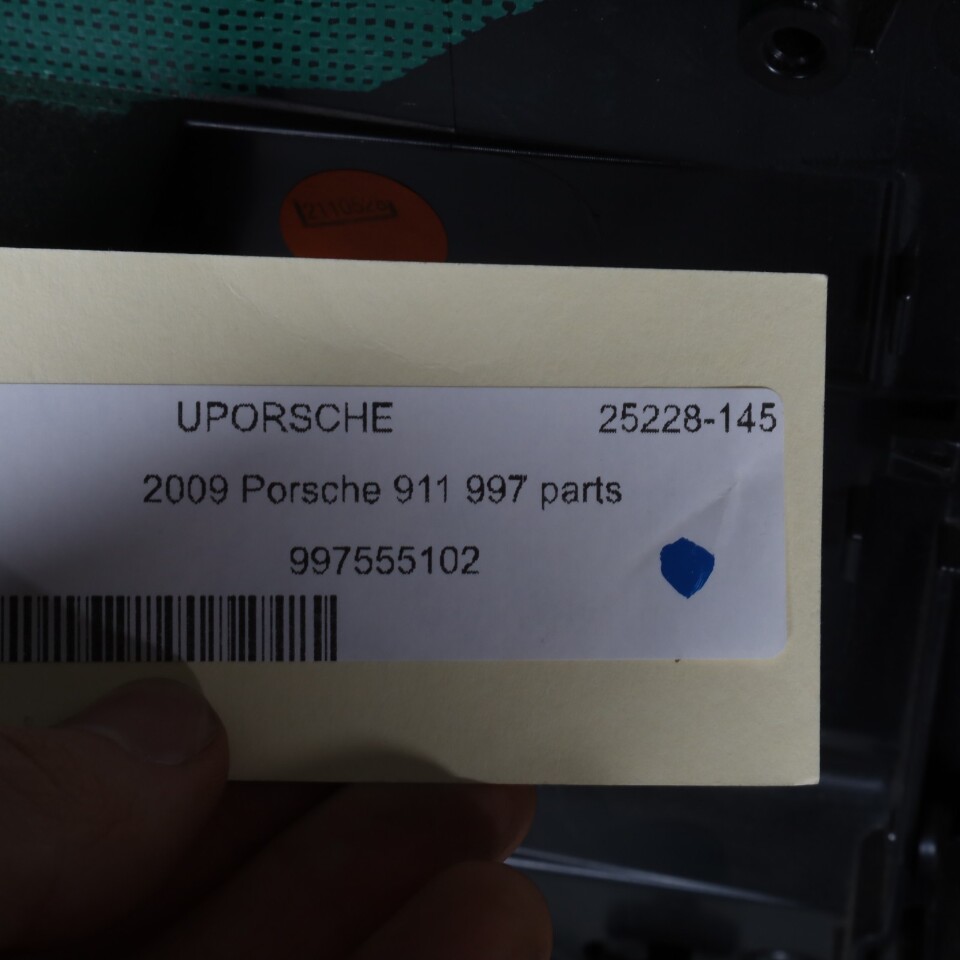 UPORSCHE 25228-145
2009 Porsche 911 997 parts
997555102